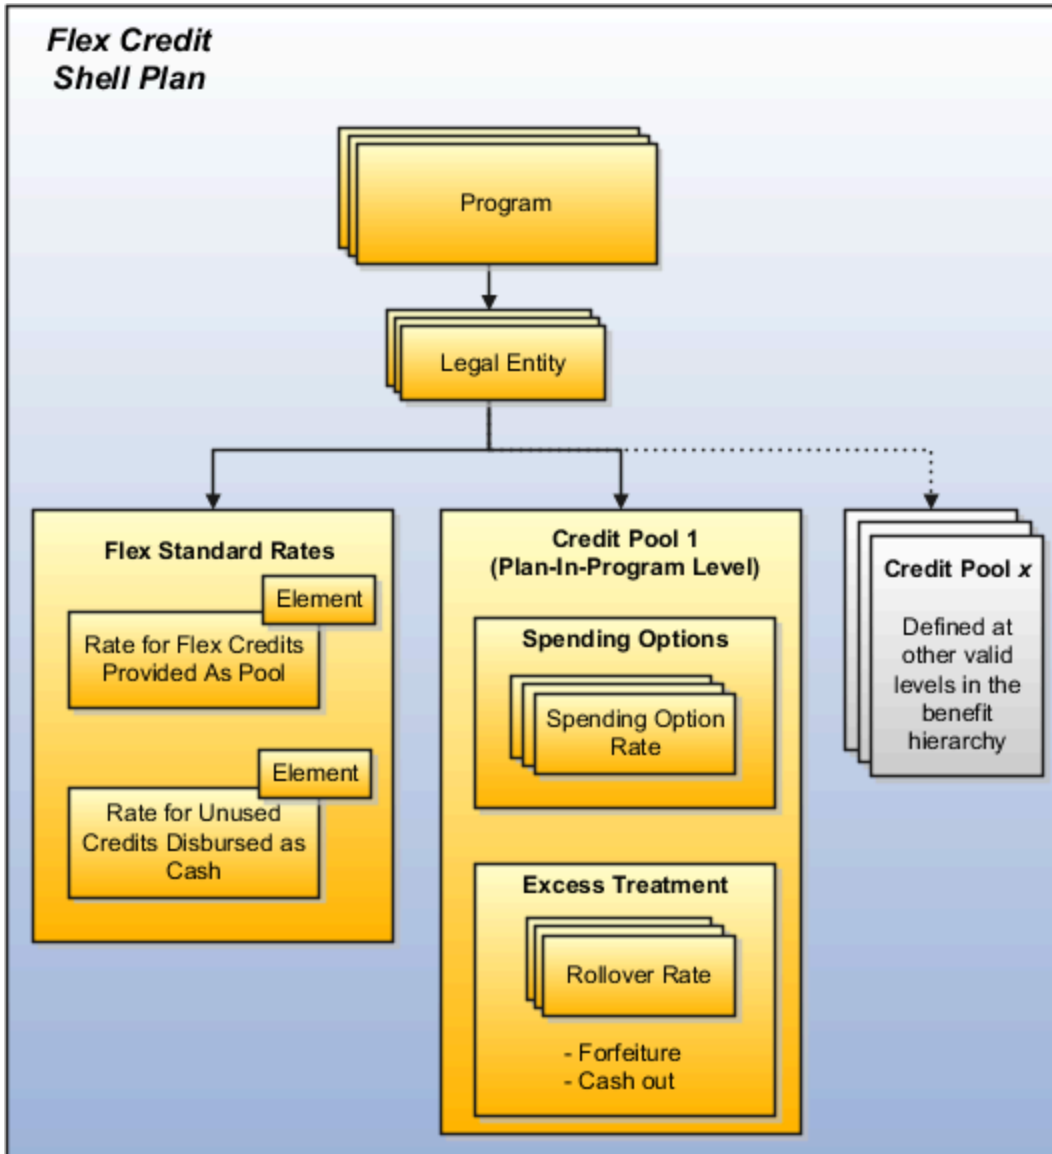 Flex Credit
Shell Plan
Program
Legal Entity
Flex Standard Rates
Element
Rate for Flex Credits
Provided As Pool
Element
Rate for Unused
Credits Disbursed as
Cash
Credit Pool 1
(Plan-In-Program Level)
Spending Options
Spending Option
Rate
Excess Treatment
Rollover Rate
- Forfeiture
- Cash out
Credit Pool x
Defined at
other valid
levels in the
benefit
hierarchy